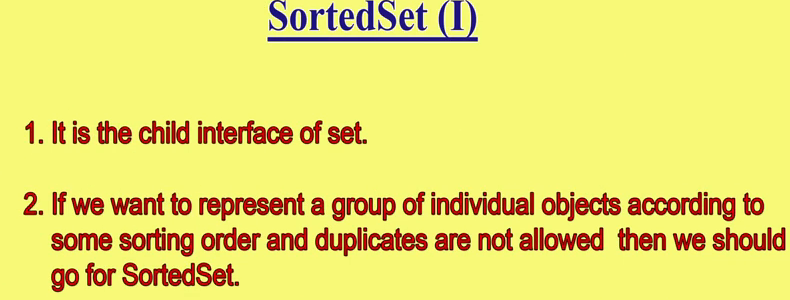 SortedSet (I)
1. It is the child interface of set.
2. If we want to represent a group of individual objects according to
some sorting order and duplicates are not allowed then we should
go for SortedSet.